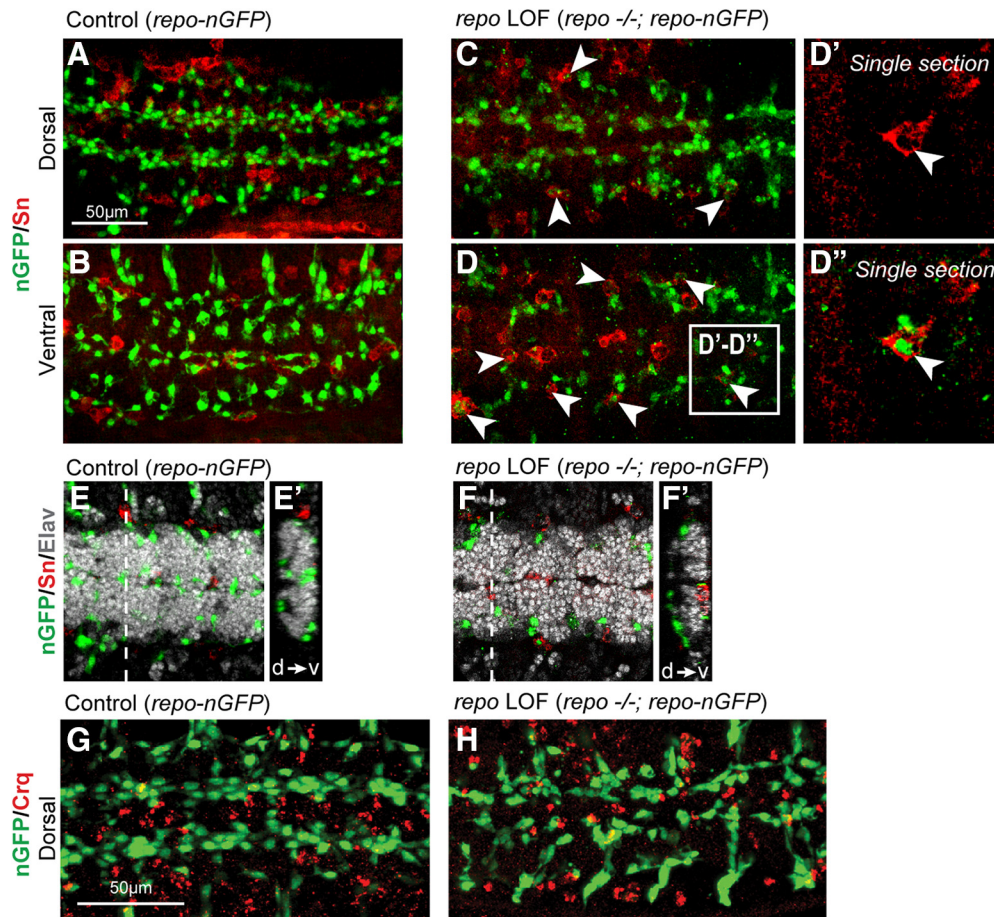 Control (repo-nGFP)
repo LOF (repo -/-; repo-nGFP)
nGFP/Sn
Dorsal
A
50µm
C
D'
Single section
Ventral
B
D
D'-D"
D"
Single section
Control (repo-nGFP)
repo LOF (repo -/-; repo-nGFP)
nGFP/Sn/Elav
E
E'
d→v
F
F'
d→v
Control (repo-nGFP)
repo LOF (repo -/-; repo-nGFP)
nGFP/Crq
Dorsal
G
50µm
H